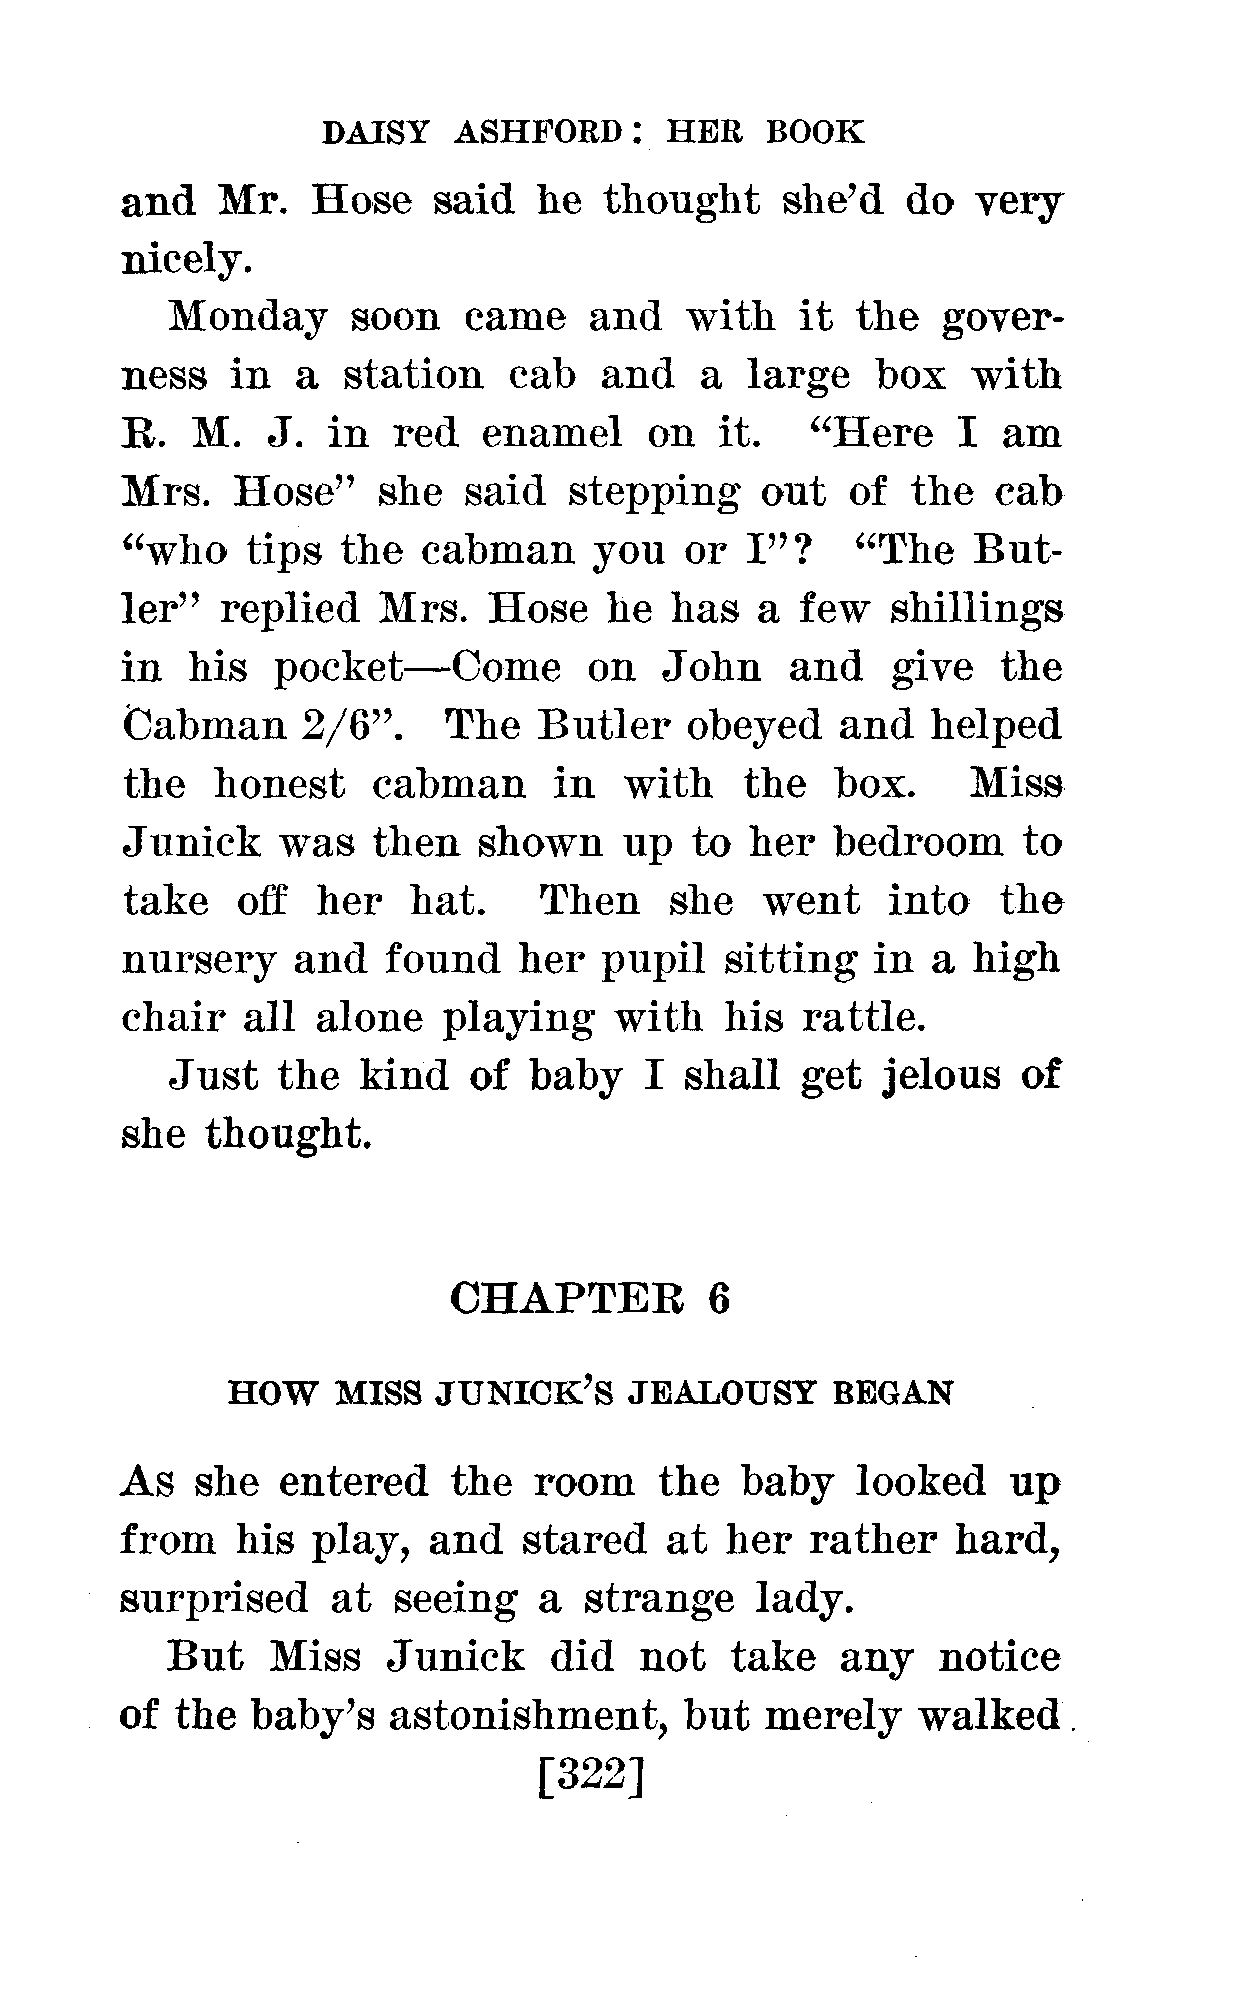 DAISY ASHFORD: HER BOOK
and Mr. Hose said he thought she'd do very
nicely.
Monday soon came and with it the gover-
ness in a station cab and a large box with
R. M. J. in red enamel on it. “Here I am
Mrs. Hose” she said stepping out of the cab
“who tips the cabman you or I”? “The But-
ler” replied Mrs. Hose he has a few shillings
in his pocket—Come on John and give the
Cabman 2/6”. The Butler obeyed and helped
the honest cabman in with the box. Miss
Junick was then shown up to her bedroom to
take off her hat. Then she went into the
nursery and found her pupil sitting in a high
chair all alone playing with his rattle.
Just the kind of baby I shall get jelous of
she thought.
CHAPTER 6
HOW MISS JUNICK'S JEALOUSY BEGAN
As she entered the room the baby looked up
from his play, and stared at her rather hard,
surprised at seeing a strange lady.
But Miss Junick did not take any notice
of the baby's astonishment, but merely walked
[322]